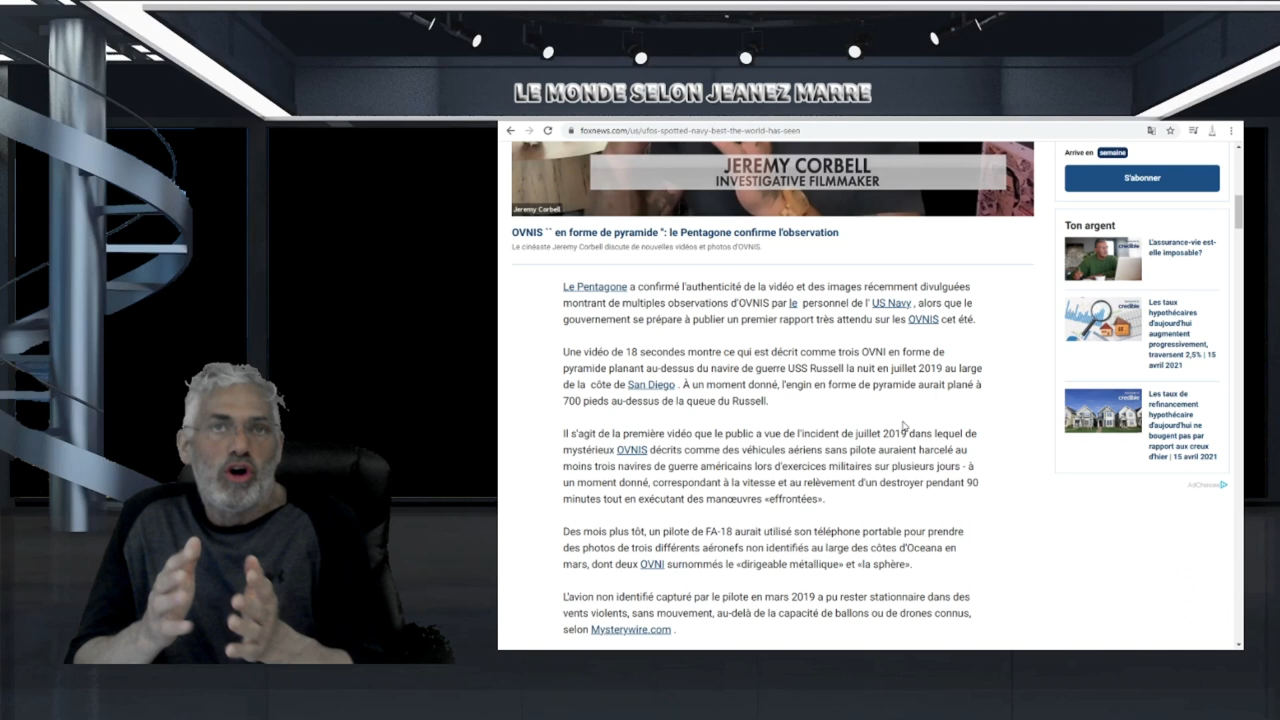 LE MONDE SELON JEANEZ MARRE
foxnews.com/us/ufos-spotted-navy-best-the-world-has-seen
JEREMY CORBELL
INVESTIGATIVE FILMMAKER
Jeremy Corbell
OVNIS `` en forme de pyramide '': le Pentagone confirme l'observation
Le cinéaste Jeremy Corbell discute de nouvelles vidéos et photos d'OVNIS.
Le Pentagone a confirmé l'authenticité de la vidéo et des images récemment divulguées
montrant de multiples observations d'OVNIS par le personnel de l' US Navy , alors que le
gouvernement se prépare à publier un premier rapport très attendu sur les OVNIS cet été.
Une vidéo de 18 secondes montre ce qui est décrit comme trois OVNI en forme de
pyramide planant au-dessus du navire de guerre USS Russell la nuit en juillet 2019 au large
de la côte de San Diego . À un moment donné, l'engin en forme de pyramide aurait plané à
700 pieds au-dessus de la queue du Russell.
Il s'agit de la première vidéo que le public a vue de l'incident de juillet 2019 dans lequel de
mystérieux OVNIS décrits comme des véhicules aériens sans pilote auraient harcelé au
moins trois navires de guerre américains lors d'exercices militaires sur plusieurs jours - à
un moment donné, correspondant à la vitesse et au relèvement d'un destroyer pendant 90
minutes tout en exécutant des manœuvres «effrontées».
Des mois plus tôt, un pilote de FA-18 aurait utilisé son téléphone portable pour prendre
des photos de trois différents aéronefs non identifiés au large des côtes d'Oceana en
mars, dont deux OVNI surnommés le «dirigeable métallique» et «la sphère».
L'avion non identifié capturé par le pilote en mars 2019 a pu rester stationnaire dans des
vents violents, sans mouvement, au-delà de la capacité de ballons ou de drones connus,
selon Mysterywire.com .
Arrive en semaine
S'abonner
Ton argent
credible
L'assurance-vie est-
elle imposable?
credible
Les taux
hypothécaires
d'aujourd'hui
augmentent
progressivement,
traversent 2,5% | 15
avril 2021
credible
Les taux de
refinancement
hypothécaire
d'aujourd'hui ne
bougent pas par
rapport aux creux
d'hier | 15 avril 2021
AdChoices